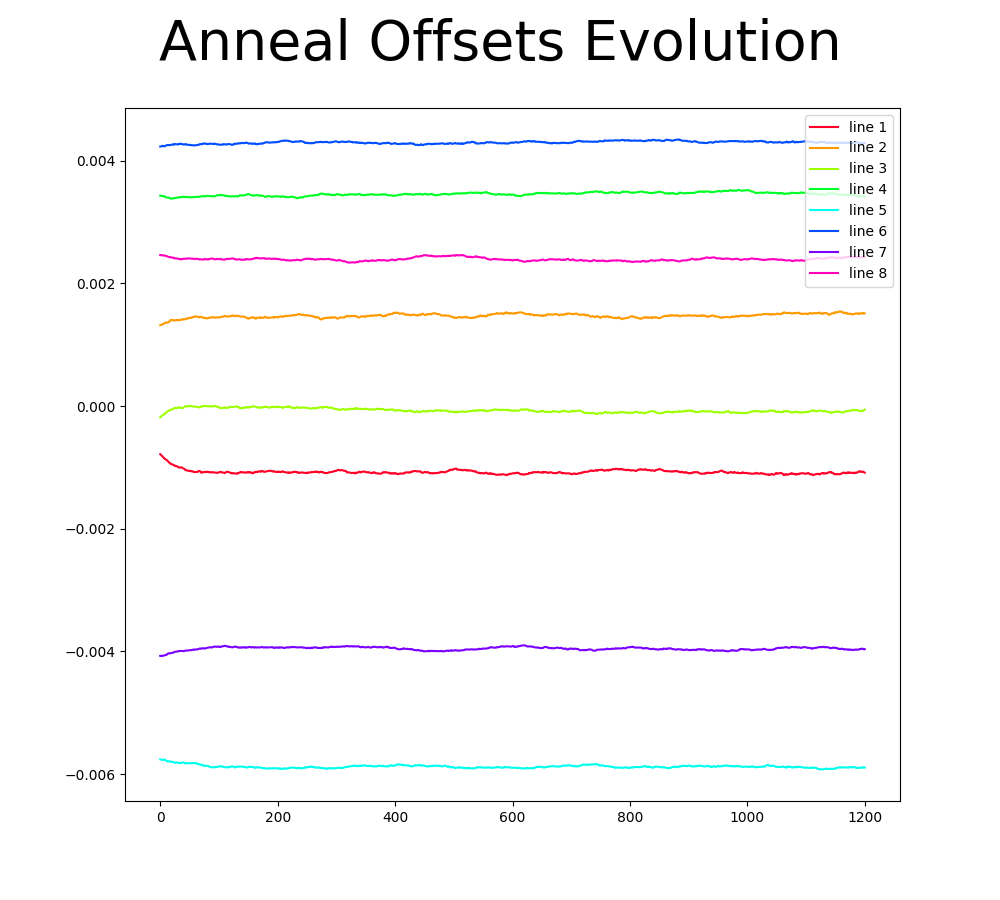 Anneal Offsets Evolution
line 1
line 2
line 3
line 4
line 5
line 6
line 7
line 8
0.004
0.002
0.000
−0.002
−0.004
−0.006
0 200 400 600 800 1000 1200